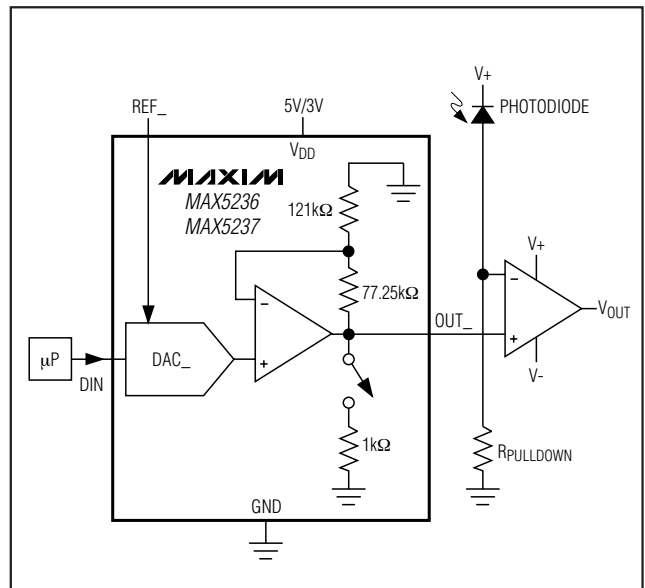 REF_
5V/3V
V+
PHOTODIODE
VDD
MAXIM
MAX5236
MAX5237
121kΩ
77.25kΩ
V+
−
−
OUT_
VOUT
µP
DIN
DAC_
+
+
V-
1kΩ
RPULLDOWN
GND